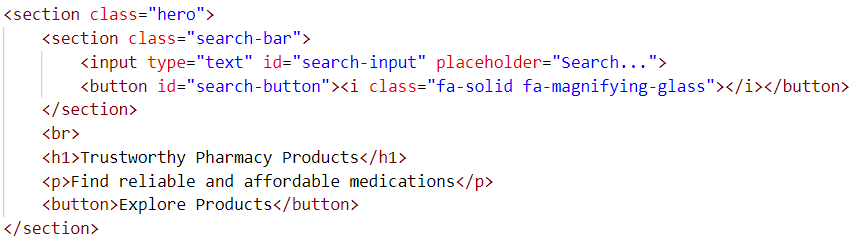 <section class="hero">
    <section class="search-bar">
        <input type="text" id="search-input" placeholder="Search...">
        <button id="search-button"><i class="fa-solid fa-magnifying-glass"></i></button>
    </section>
    <br>
    <h1>Trustworthy Pharmacy Products</h1>
    <p>Find reliable and affordable medications</p>
    <button>Explore Products</button>
</section>